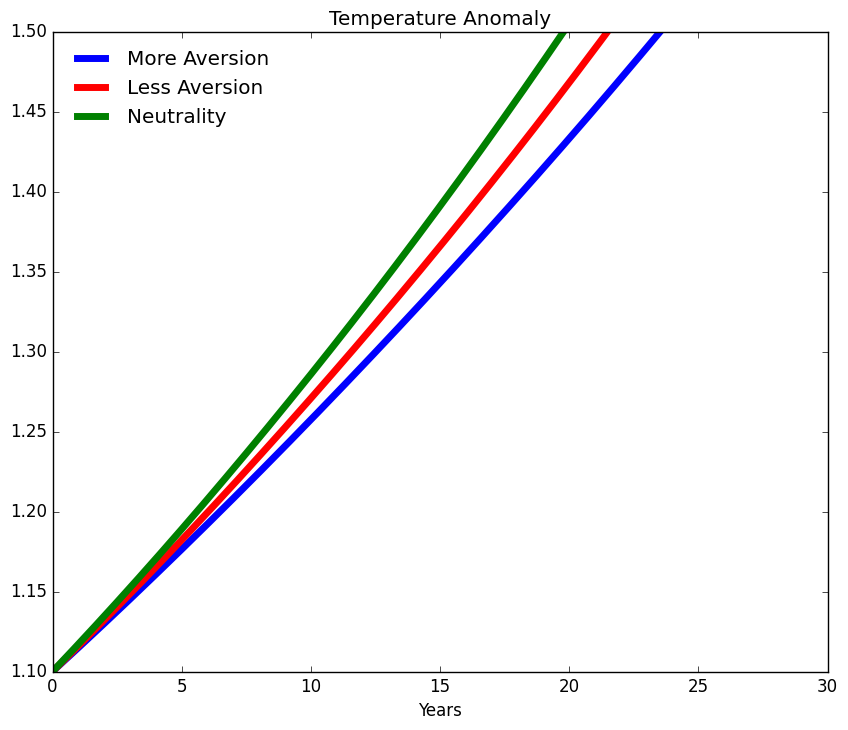 Temperature Anomaly
1.50
1.45
1.40
1.35
1.30
1.25
1.20
1.15
1.10
More Aversion
Less Aversion
Neutrality
0 5 10 15 20 25 30
Years